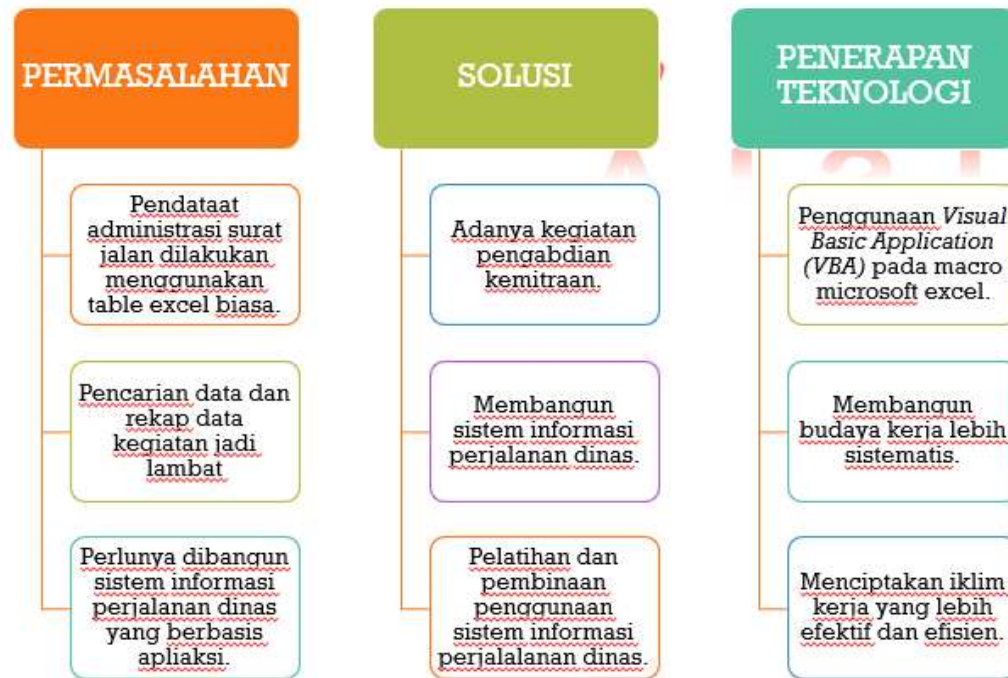 PERMASALAHAN
Pendataat
administrasi surat
jalan dilakukan
menggunakan
table excel biasa.
Pencarian data dan
rekap data
kegiatan jadi
lambat
Perlunya dibangun
sistem informasi
perjalanan dinas
yang berbasis
apliaksi.
SOLUSI
Adanya kegiatan
pengabdian
kemitraan.
Membangun
sistem informasi
perjalanan dinas.
Pelatihan dan
pembinaan
penggunaan
sistem informasi
perjalalanan dinas.
PENERAPAN
TEKNOLOGI
Penggunaan Visual
Basic Application
(VBA) pada macro
microsoft excel.
Membangun
budaya kerja lebih
sistematis.
Menciptakan iklim
kerja yang lebih
efektif dan efisien.